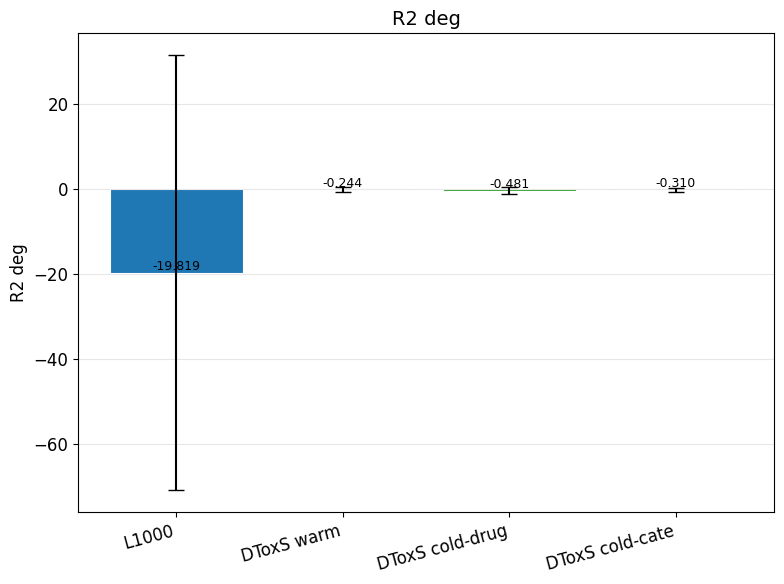 R2 deg
R2 deg
20
0
−20
−40
−60
-19.819
-0.244
-0.481
-0.310
L1000
DToxS warm
DToxS cold-drug
DToxS cold-cate